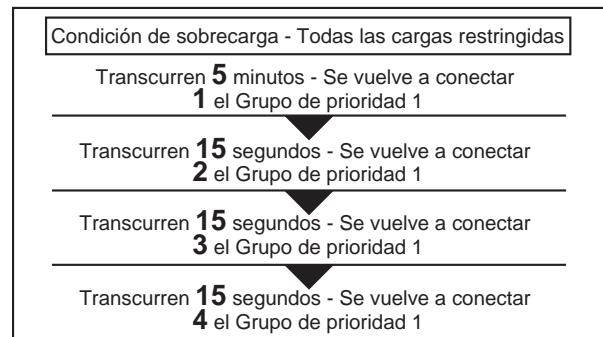 Condición de sobrecarga - Todas las cargas restringidas
Transcurren 5 minutos - Se vuelve a conectar
1 el Grupo de prioridad 1
Transcurren 15 segundos - Se vuelve a conectar
2 el Grupo de prioridad 1
Transcurren 15 segundos - Se vuelve a conectar
3 el Grupo de prioridad 1
Transcurren 15 segundos - Se vuelve a conectar
4 el Grupo de prioridad 1